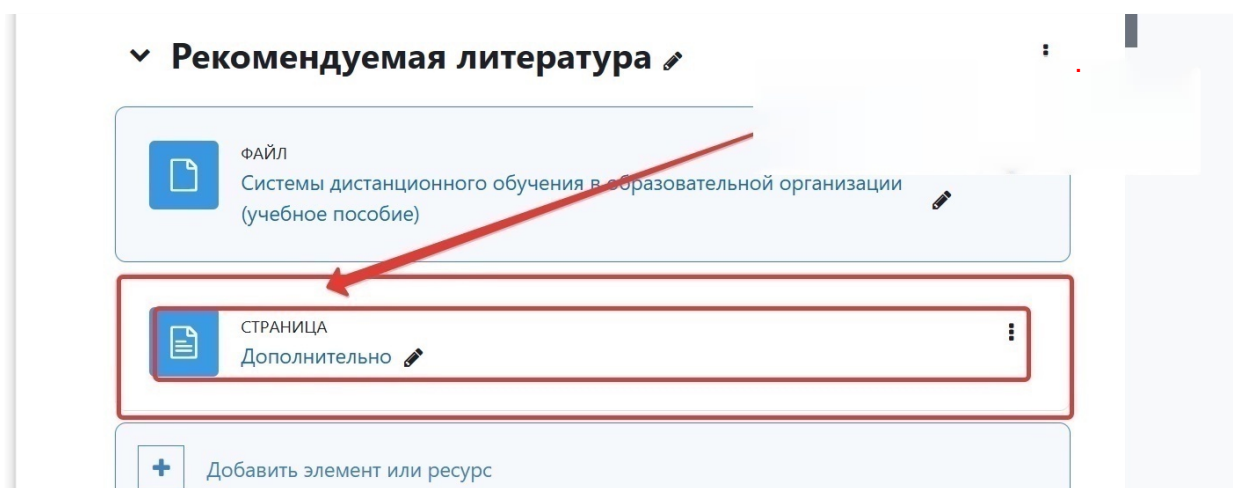 Рекомендуемая литература
ФАЙЛ
Системы дистанционного обучения в образовательной организации
(учебное пособие)
СТРАНИЦА
Дополнительно
Добавить элемент или ресурс